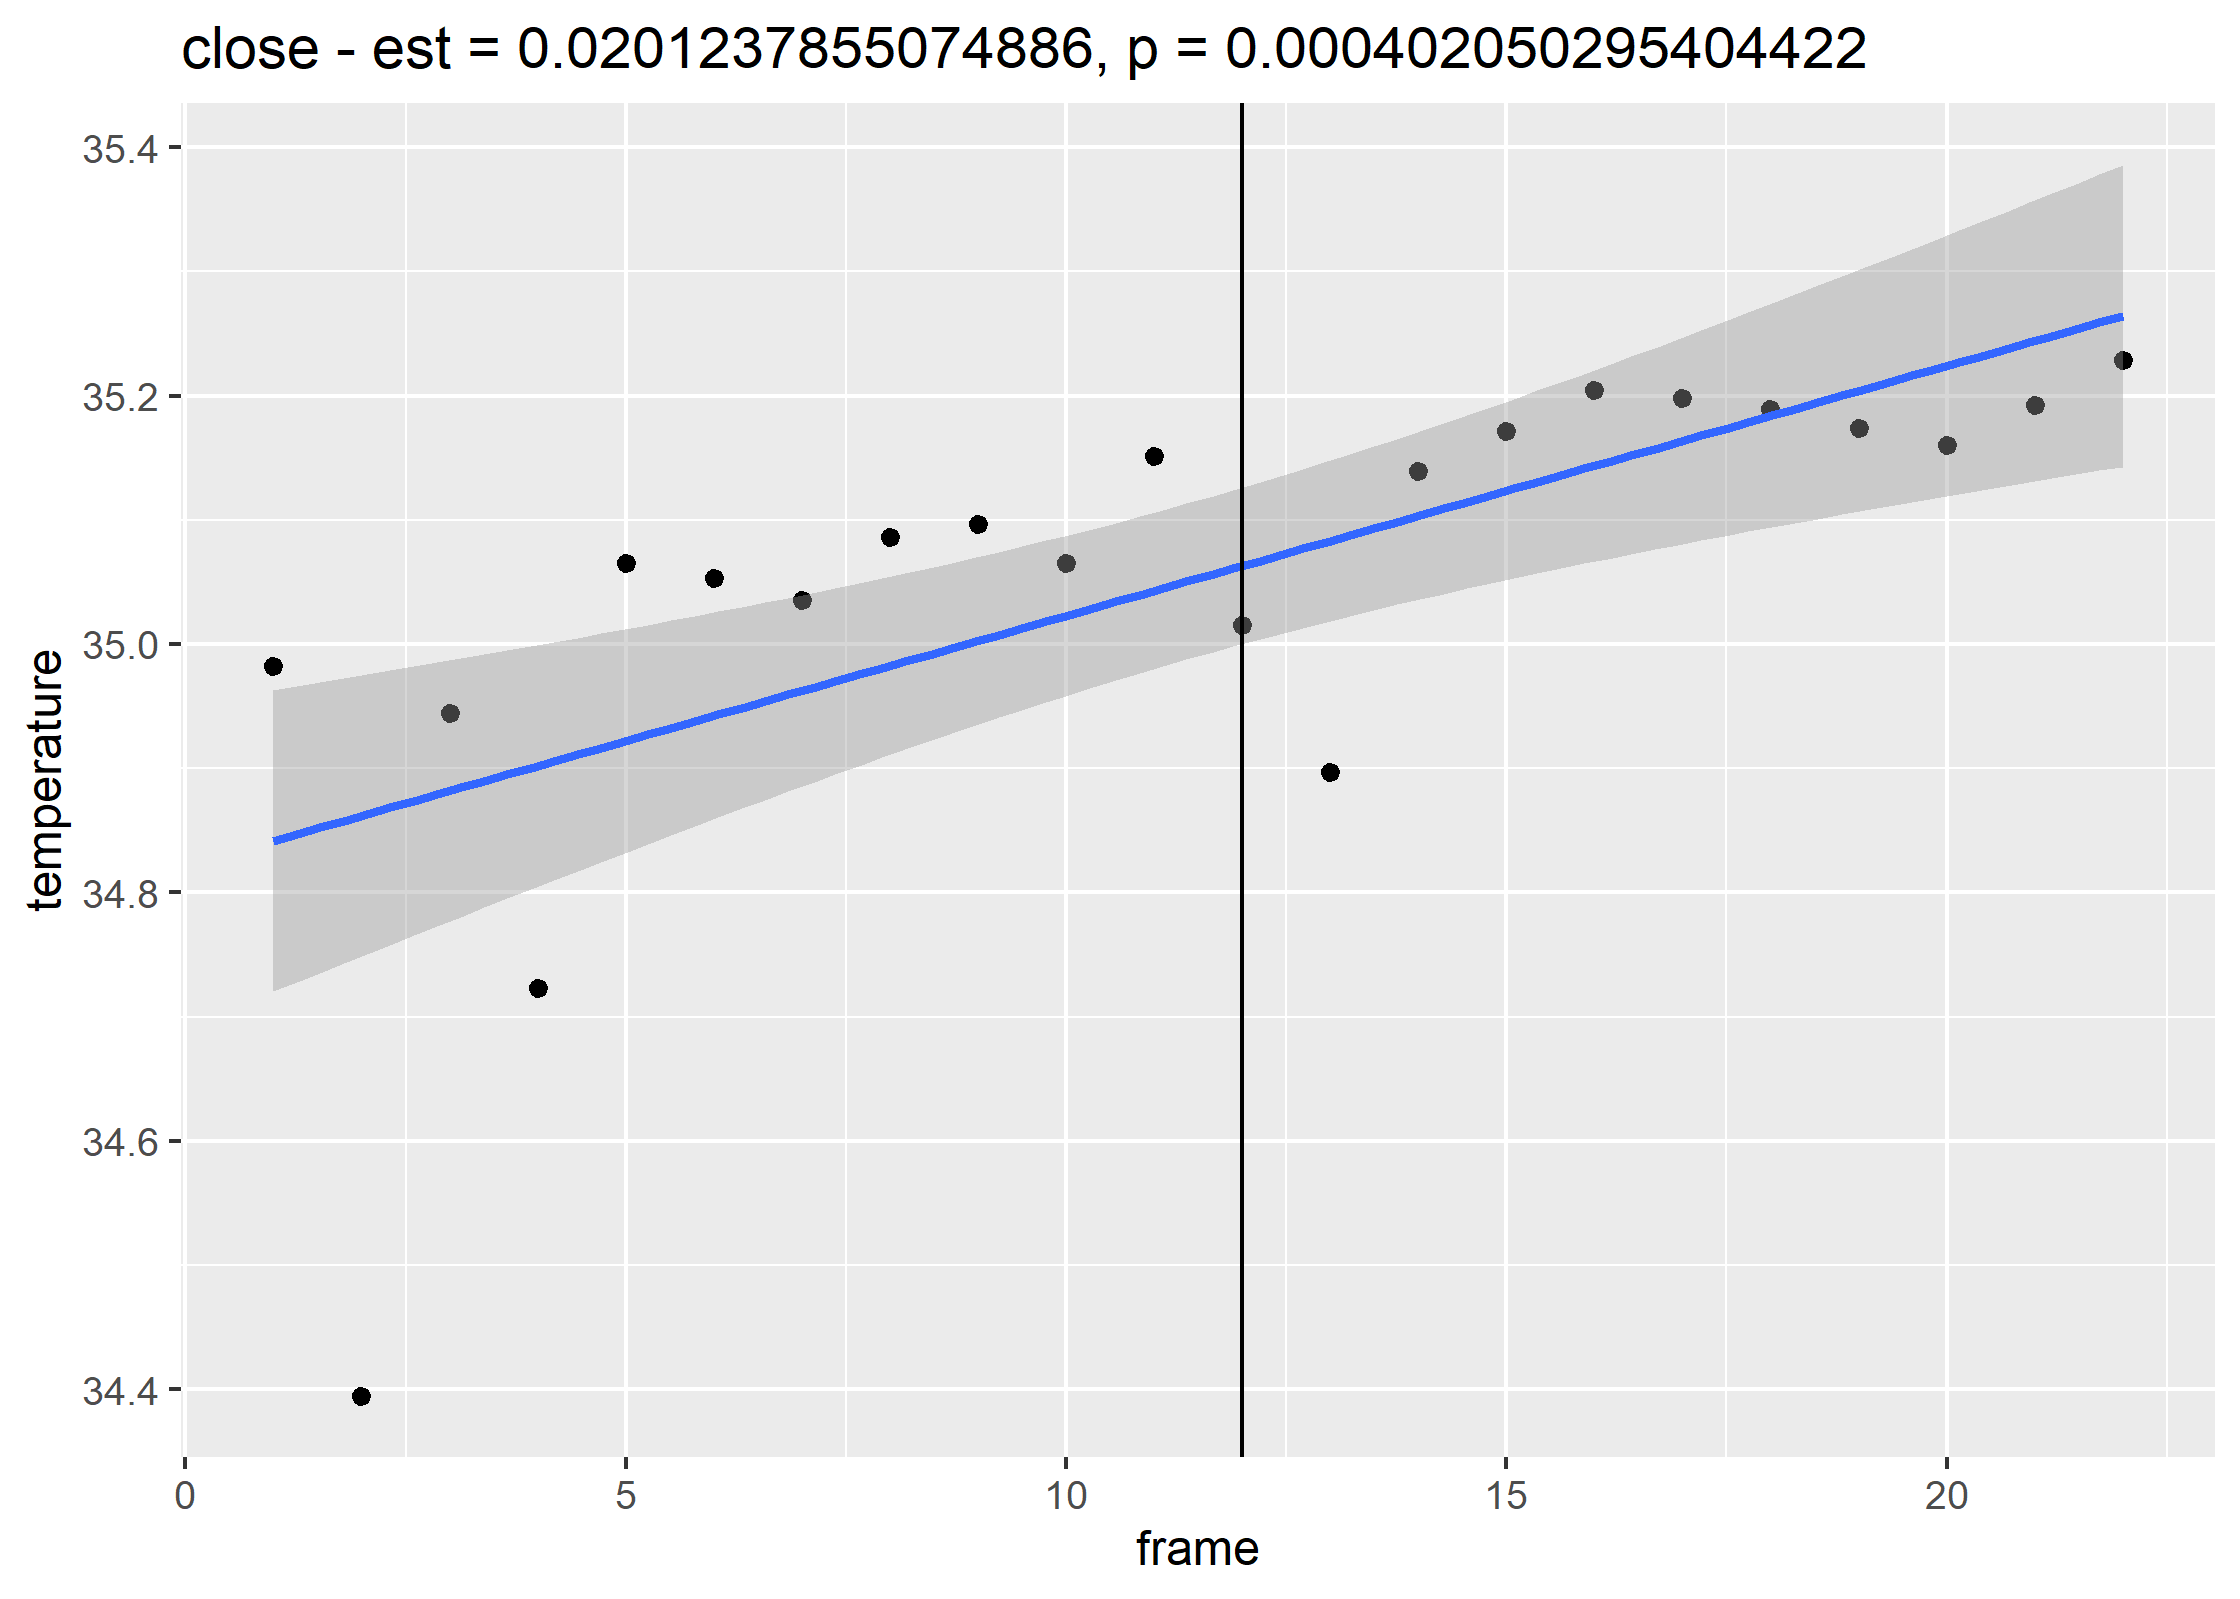 close - est = 0.0201237855074886, p = 0.000402050295404422
35.4
35.2
35.0
34.8
34.6
34.4
temperature
0 5 10 15 20
frame